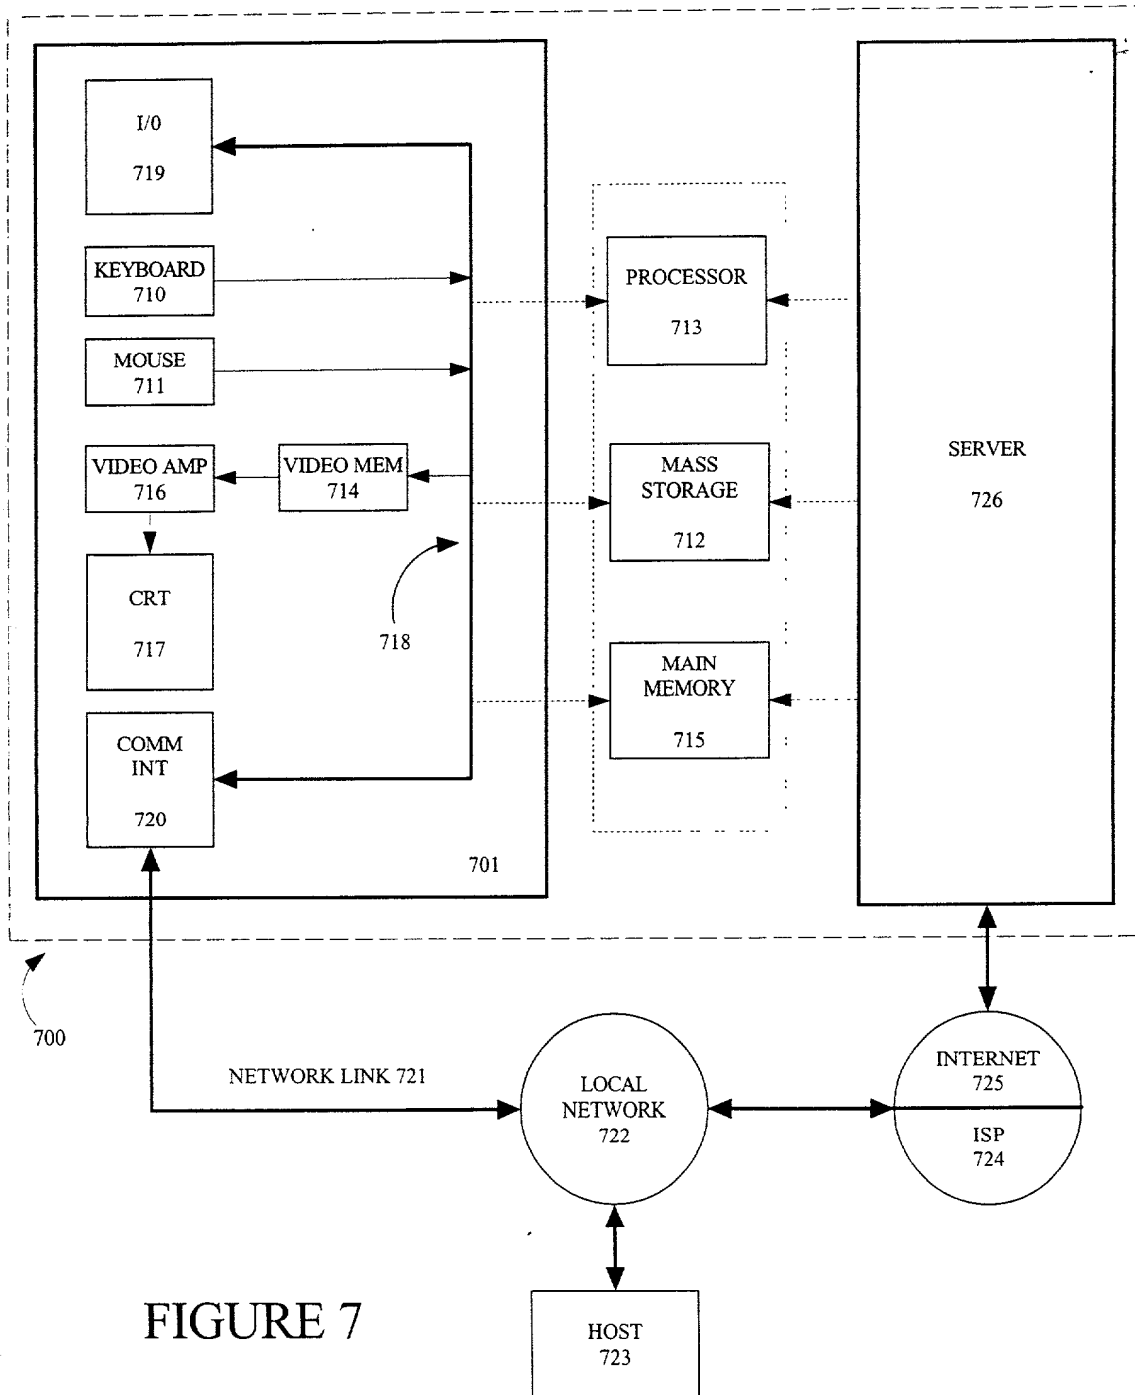 I/0
719
KEYBOARD
710
MOUSE
711
VIDEO AMP
716
VIDEO MEM
714
CRT
717
718
COMM
INT
720
701
PROCESSOR
713
MASS
STORAGE
712
MAIN
MEMORY
715
SERVER
726
700
NETWORK LINK 721
LOCAL
NETWORK
722
INTERNET
725
ISP
724
HOST
723
FIGURE 7